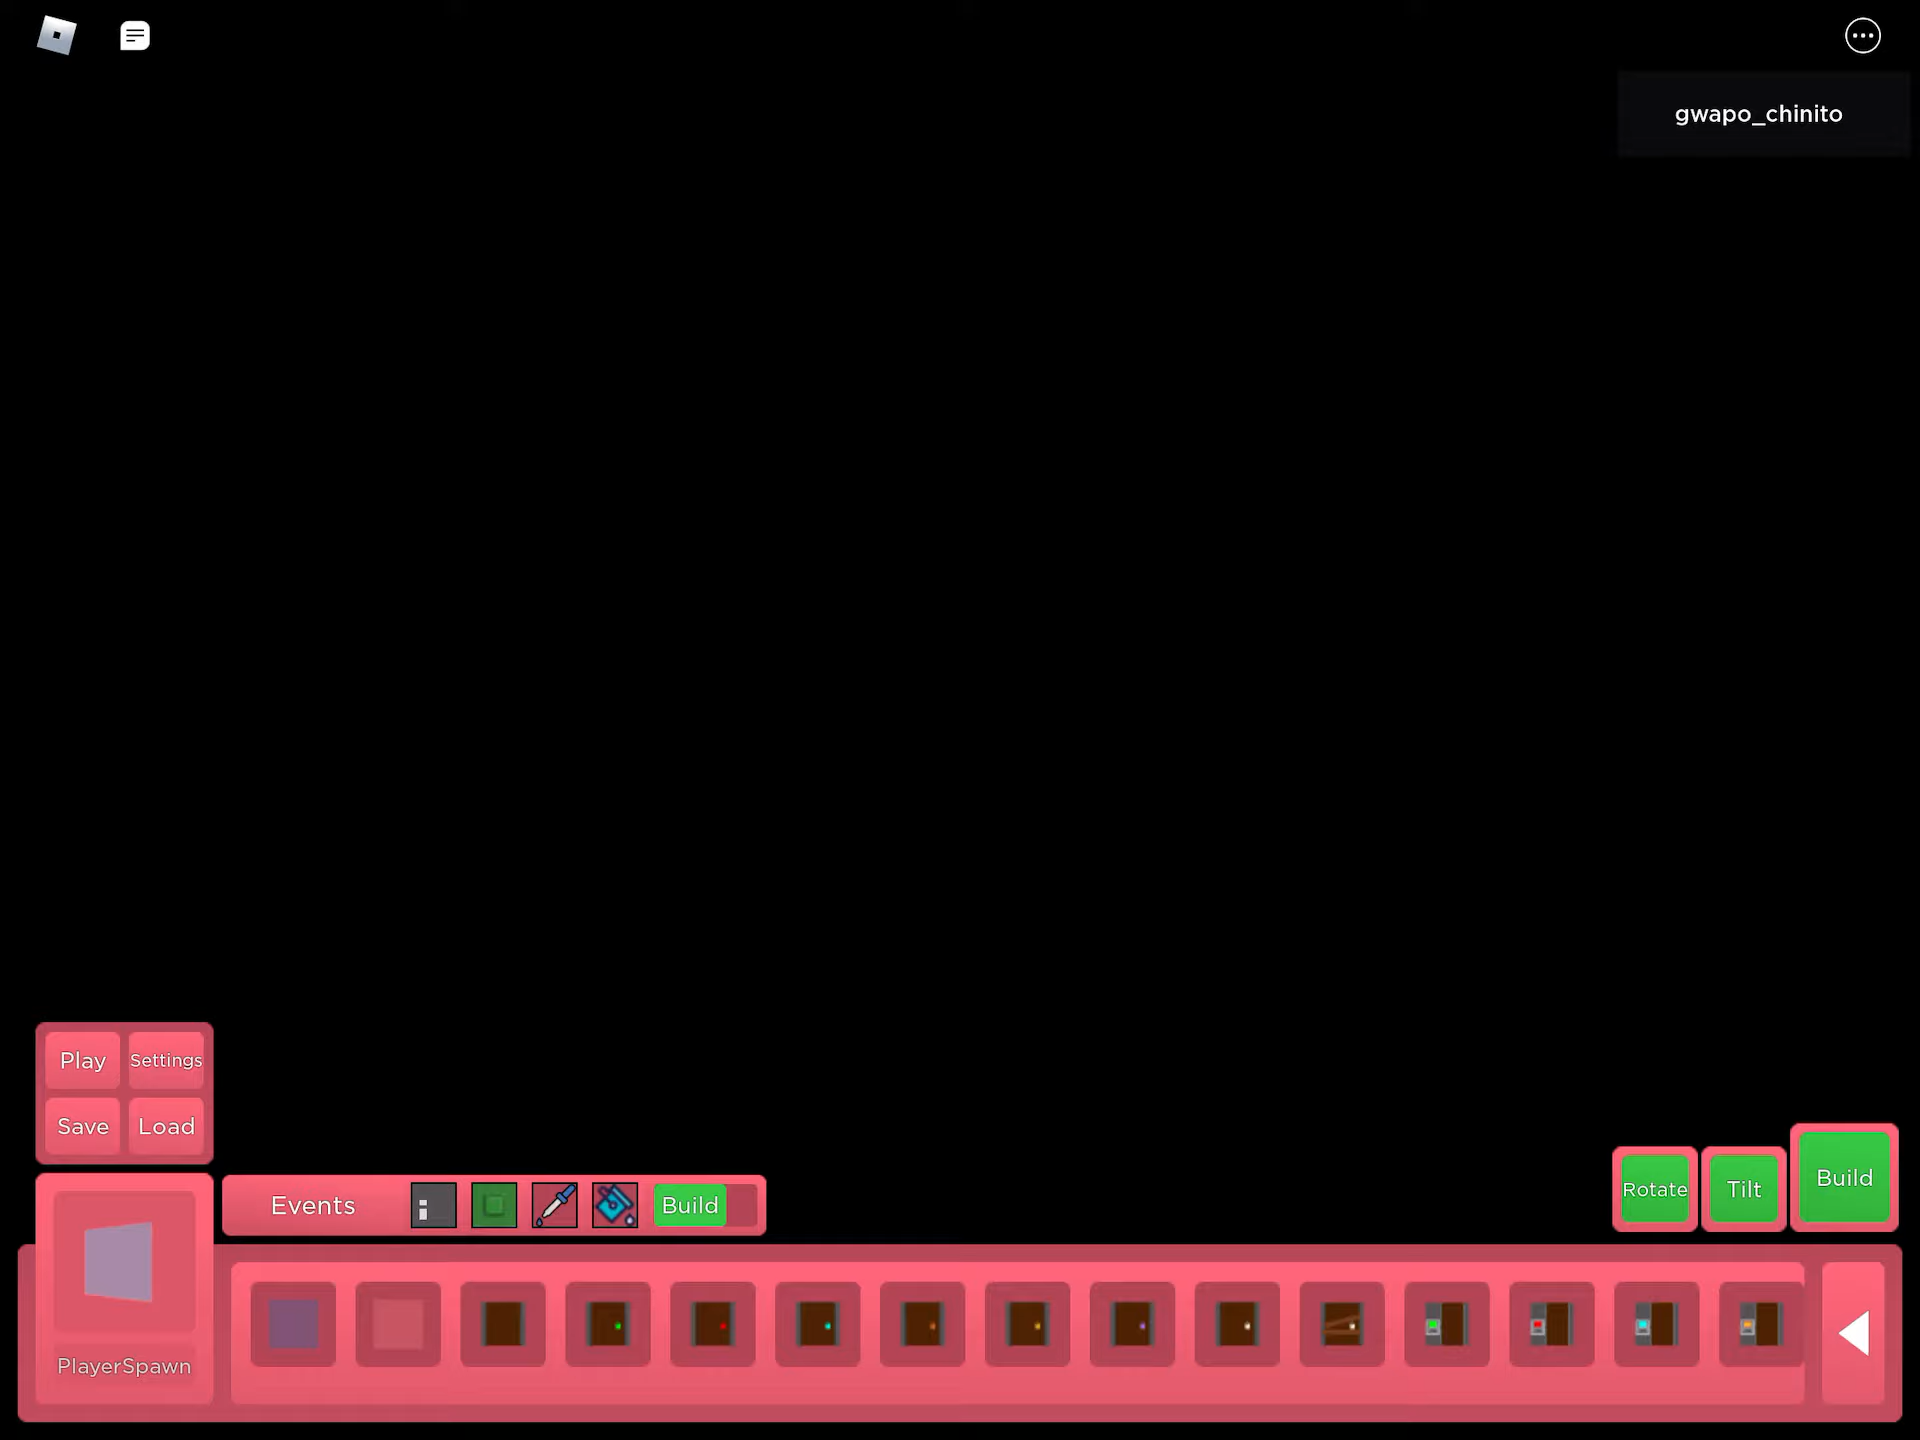 gwapo_chinito
Play
Settings
Save
Load
Events
Build
Rotate
Tilt
Build
PlayerSpawn